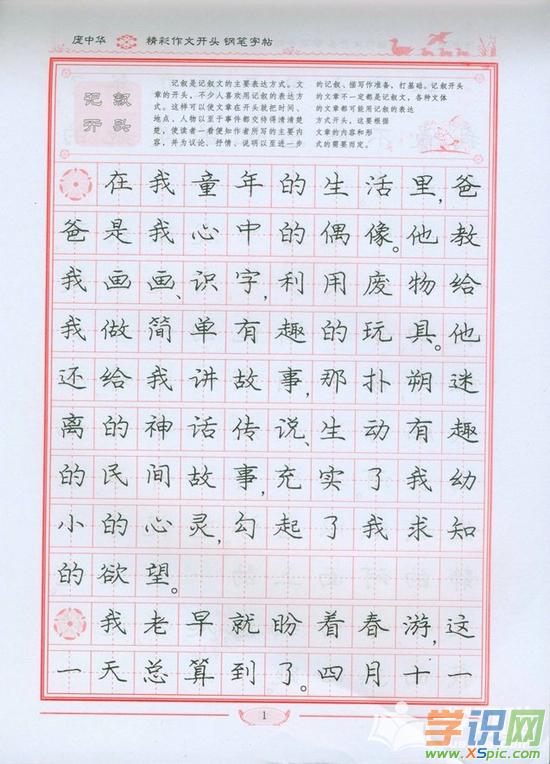 庞中华 精彩作文开头 钢笔字帖
记叙
开头
记叙是记叙文的主要表达方式。文
章的开头，不少人喜欢用记叙的表达方
式。这样可以使文章在开头就把时间、
地点、人物以至于事件都交待得清清楚
楚，使读者一看便知作者所写的主要内
容，并为议论、抒情、说明以至进一步
的记叙、描写作准备，打基础。记叙开头
的文章不一定都是记叙文，各种文体
的文章都可能用记叙的表达
方式开头，这要根据
文章的内容和形
式的需要而定。
在我童年的生活里，爸
爸是我心中的偶像。他教
我画画、识字，利用废物给
我做简单有趣的玩具。他
还给我讲故事，那扑朔迷
离的神话传说、生动有趣
的民间故事，充实了我幼
小的心灵，勾起了我求知
的欲望。
我老早就盼着春游，这
一天总算到了。四月十一
1
学识网
www.XSpic.com